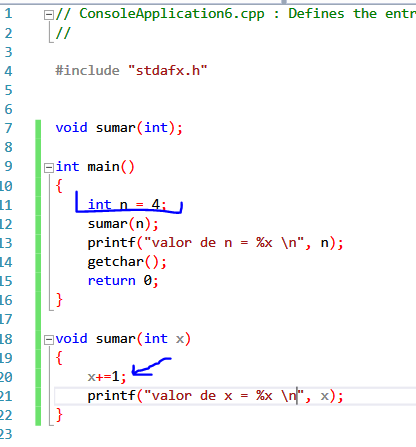 1 // ConsoleApplication6.cpp : Defines the entr
2 //
3
4 #include "stdafx.h"
5
6
7 void sumar(int);
8
9 int main()
10 {
11 int n = 4;
12 sumar(n);
13 printf("valor de n = %x \n", n);
14 getchar();
15 return 0;
16 }
17
18 void sumar(int x)
19 {
20 x+=1;
21 printf("valor de x = %x \n", x);
22 }
23